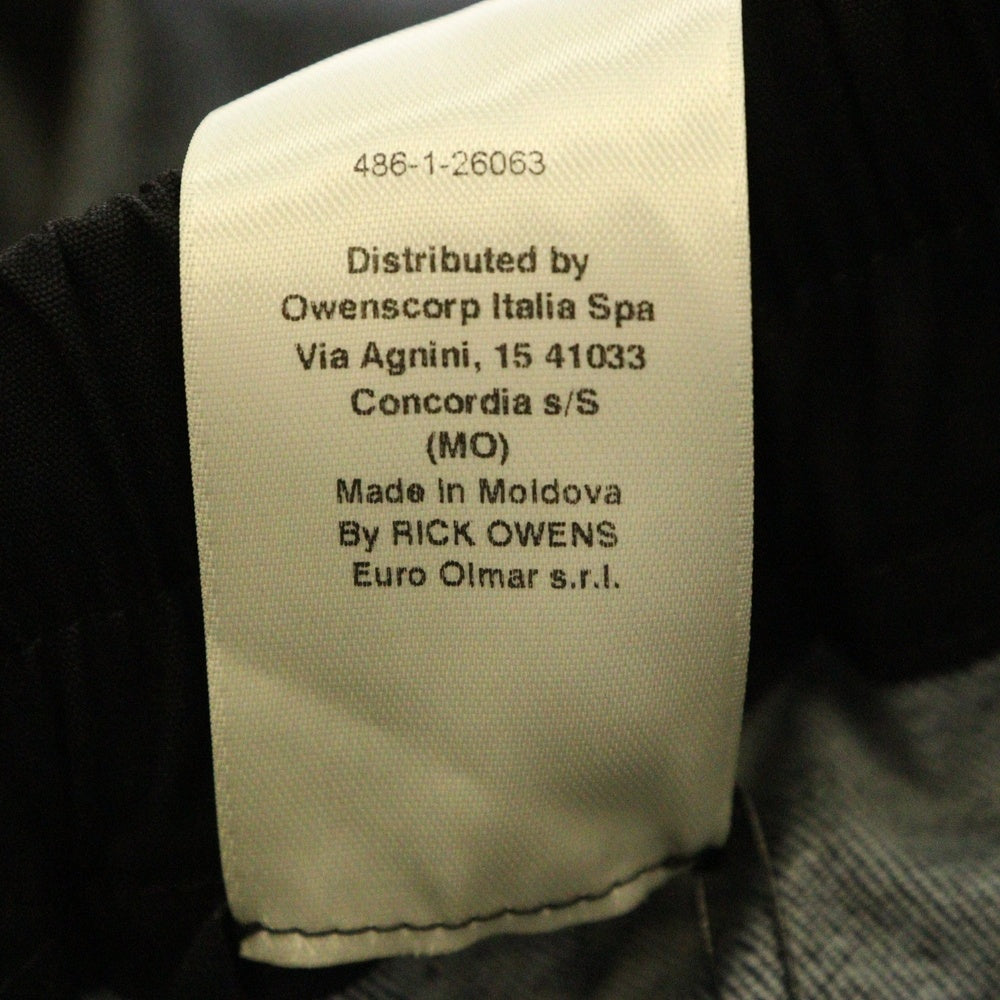 486-1-26063
Distributed by
Owenscorp Italia Spa
Via Agnini, 15 41033
Concordia s/S
(MO)
Made in Moldova
By RICK OWENS
Euro Olmar s.r.l.